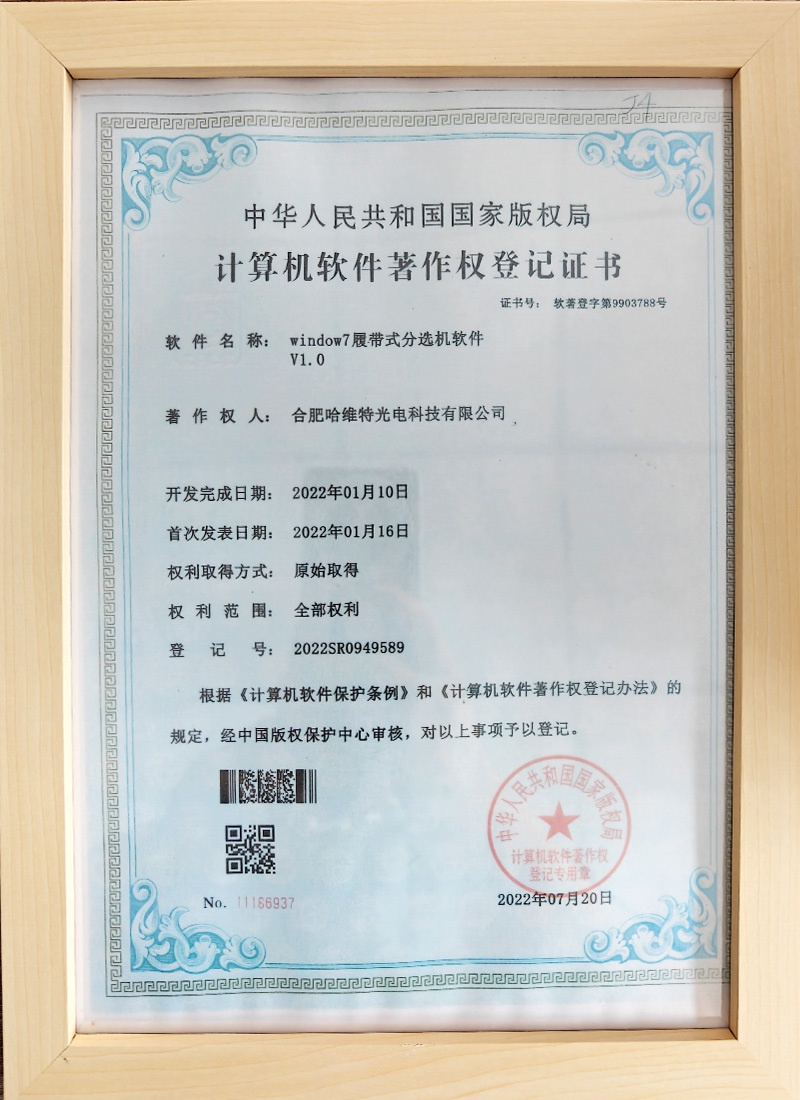 J4
中华人民共和国国家版权局
计算机软件著作权登记证书
证书号： 软著登字第9903788号
软件名称： window7履带式分选机软件
V1.0
著作权人： 合肥哈维特光电科技有限公司
开发完成日期： 2022年01月10日
首次发表日期： 2022年01月16日
权利取得方式： 原始取得
权利范围： 全部权利
登记号： 2022SR0949589
根据《计算机软件保护条例》和《计算机软件著作权登记办法》的
规定，经中国版权保护中心审核，对以上事项予以登记。
中华人民共和国国家版权局
计算机软件著作权
登记专用章
No. 11166937
2022年07月20日